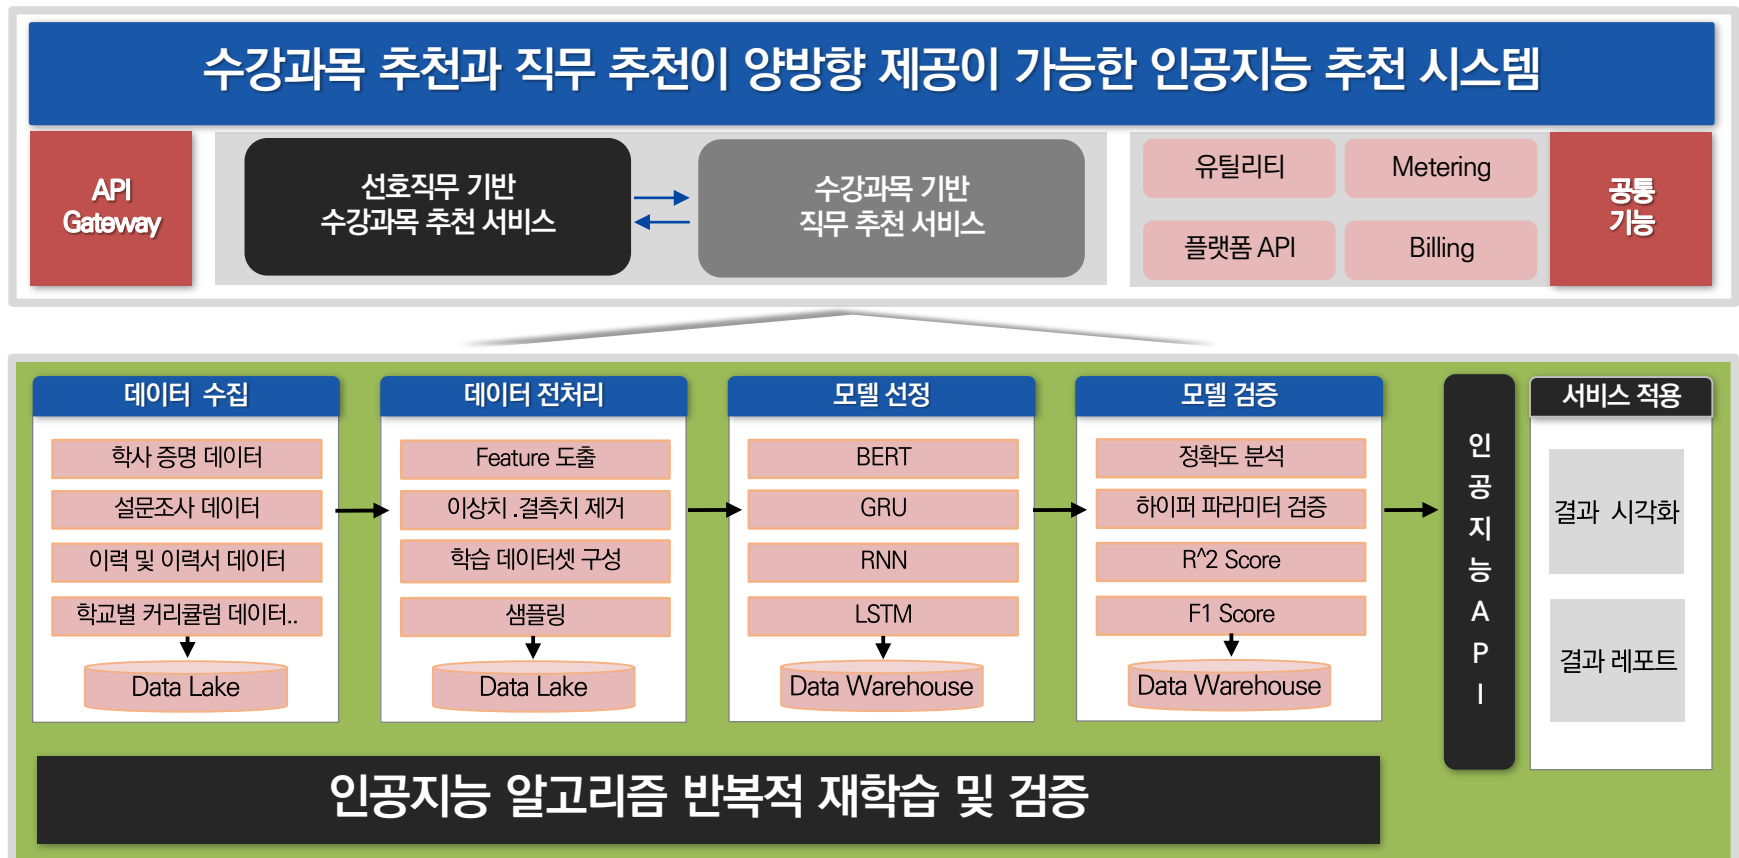 수강과목 추천과 직무 추천이 양방향 제공이 가능한 인공지능 추천 시스템
API
Gateway
선호직무 기반
수강과목 추천 서비스
수강과목 기반
직무 추천 서비스
유틸리티
Metering
플랫폼 API
Billing
공통
기능
데이터 수집
학사 증명 데이터
설문조사 데이터
이력 및 이력서 데이터
학교별 커리큘럼 데이터..
Data Lake
데이터 전처리
Feature 도출
이상치 .결측치 제거
학습 데이터셋 구성
샘플링
Data Lake
모델 선정
BERT
GRU
RNN
LSTM
Data Warehouse
모델 검증
정확도 분석
하이퍼 파라미터 검증
R^2 Score
F1 Score
Data Warehouse
인
공
지
능
A
P
I
서비스 적용
결과 시각화
결과 레포트
인공지능 알고리즘 반복적 재학습 및 검증